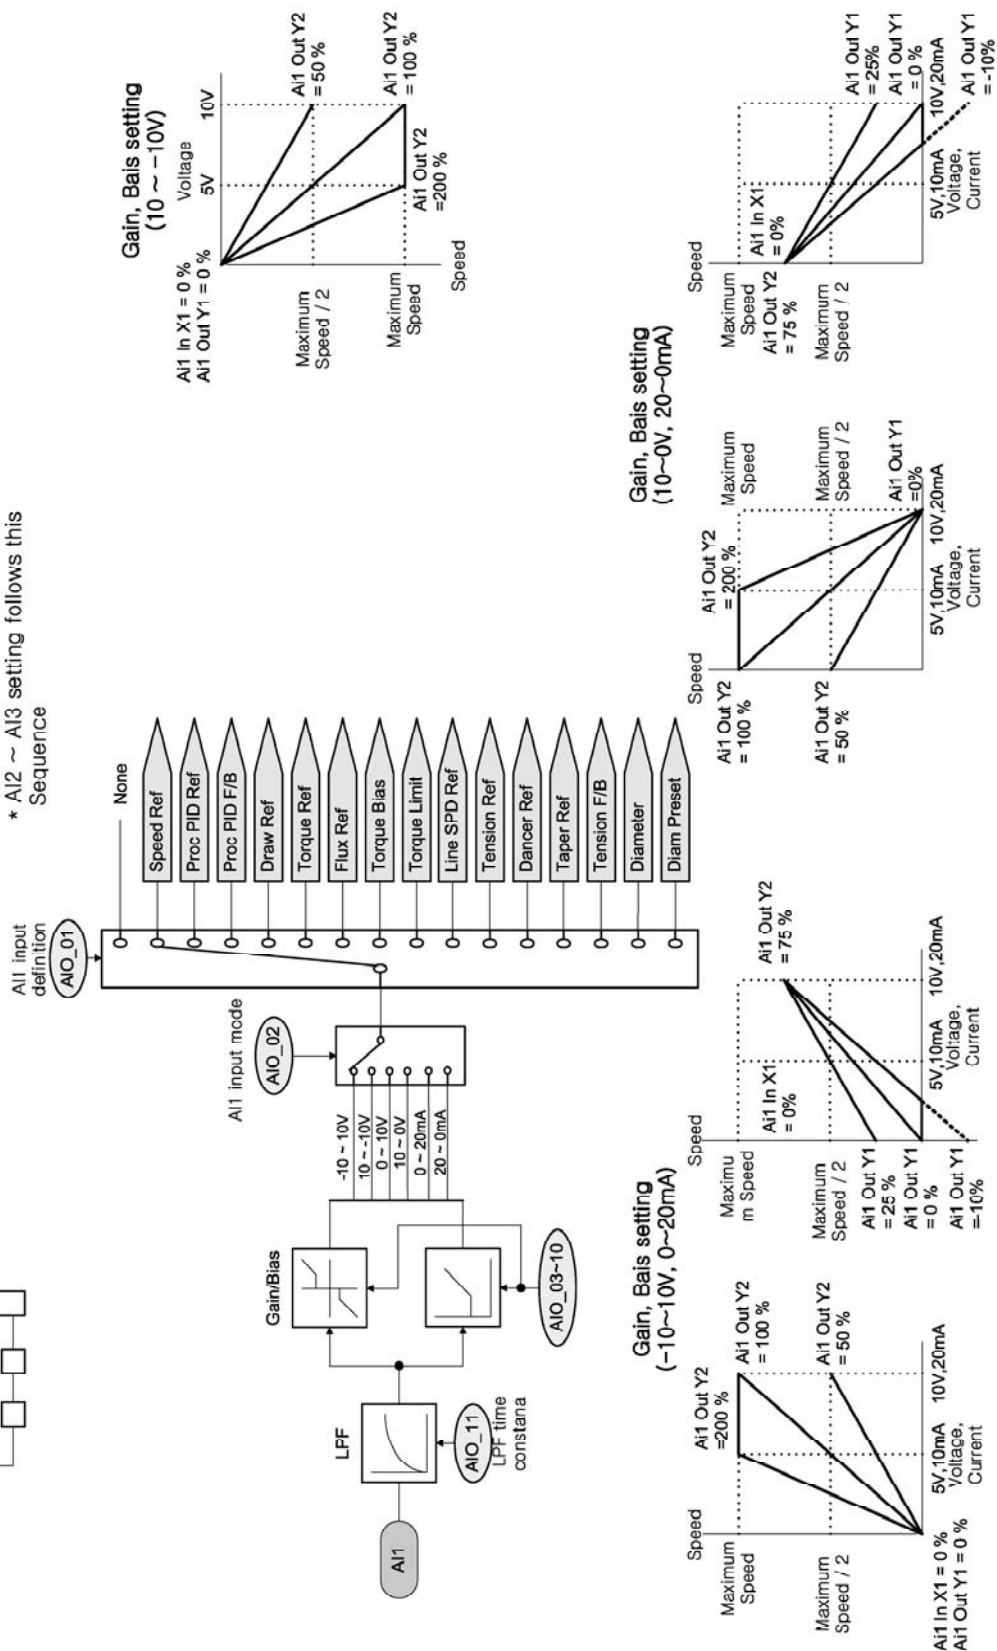 * AI2 ~ AI3 setting follows this
Sequence
AI1 input
definition
AIO_01
None
Speed Ref
Proc PID Ref
Proc PID F/B
Draw Ref
Torque Ref
Flux Ref
Torque Bias
Torque Limit
Line SPD Ref
Tension Ref
Dancer Ref
Taper Ref
Tension F/B
Diameter
Diam Preset
AI1 input mode
AIO_02
-10 ~ 10V
10 ~ -10V
0 ~ 10V
10 ~ 0V
0 ~ 20mA
20 ~ 0mA
Gain/Bias
AIO_03~10
LPF
AIO_11
LPF time
constana
AI1
Gain, Bais setting
(10 ~ -10V)
Voltage
5V
10V
Ai1 In X1 = 0 %
Ai1 Out Y1 = 0 %
Ai1 Out Y2
= 50 %
Ai1 Out Y2
= 100 %
Ai1 Out Y2
=200 %
Maximum
Speed / 2
Maximum
Speed
Speed
Gain, Bais setting
(-10~10V, 0~20mA)
Speed
Maximum
Speed
Maximum
Speed / 2
Ai1 Out Y2
=200 %
Ai1 Out Y2
= 100 %
Ai1 Out Y2
= 50 %
Ai1 In X1 = 0 %
Ai1 Out Y1 = 0 %
5V,10mA
10V,20mA
Voltage,
Current
Speed
Maximu
m Speed
Maximum
Speed / 2
Ai1 In X1
= 0%
Ai1 Out Y2
= 75 %
Ai1 Out Y1
= 25 %
Ai1 Out Y1
= 0 %
Ai1 Out Y1
=-10%
5V,10mA
10V,20mA
Voltage,
Current
Gain, Bais setting
(10~0V, 20~0mA)
Speed
Ai1 Out Y2
= 100 %
Ai1 Out Y2
= 50 %
Ai1 Out Y2
= 200 %
Maximum
Speed
Maximum
Speed / 2
Ai1 Out Y1
=0%
5V,10mA
10V,20mA
Voltage,
Current
Speed
Maximum
Speed
Ai1 Out Y2
= 75 %
Maximum
Speed / 2
Ai1 In X1
= 0%
Ai1 Out Y1
= 25%
Ai1 Out Y1
= 0 %
Ai1 Out Y1
= -10%
5V,10mA
10V,20mA
Voltage,
Current